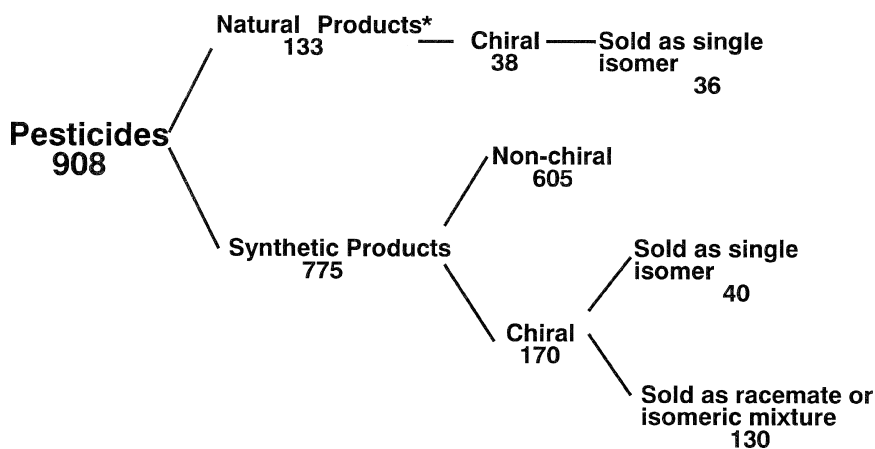 Natural Products*
133
Chiral
38
Sold as single
isomer
36
Pesticides
908
Non-chiral
605
Synthetic Products
775
Sold as single
isomer
40
Chiral
170
Sold as racemate or
isomeric mixture
130